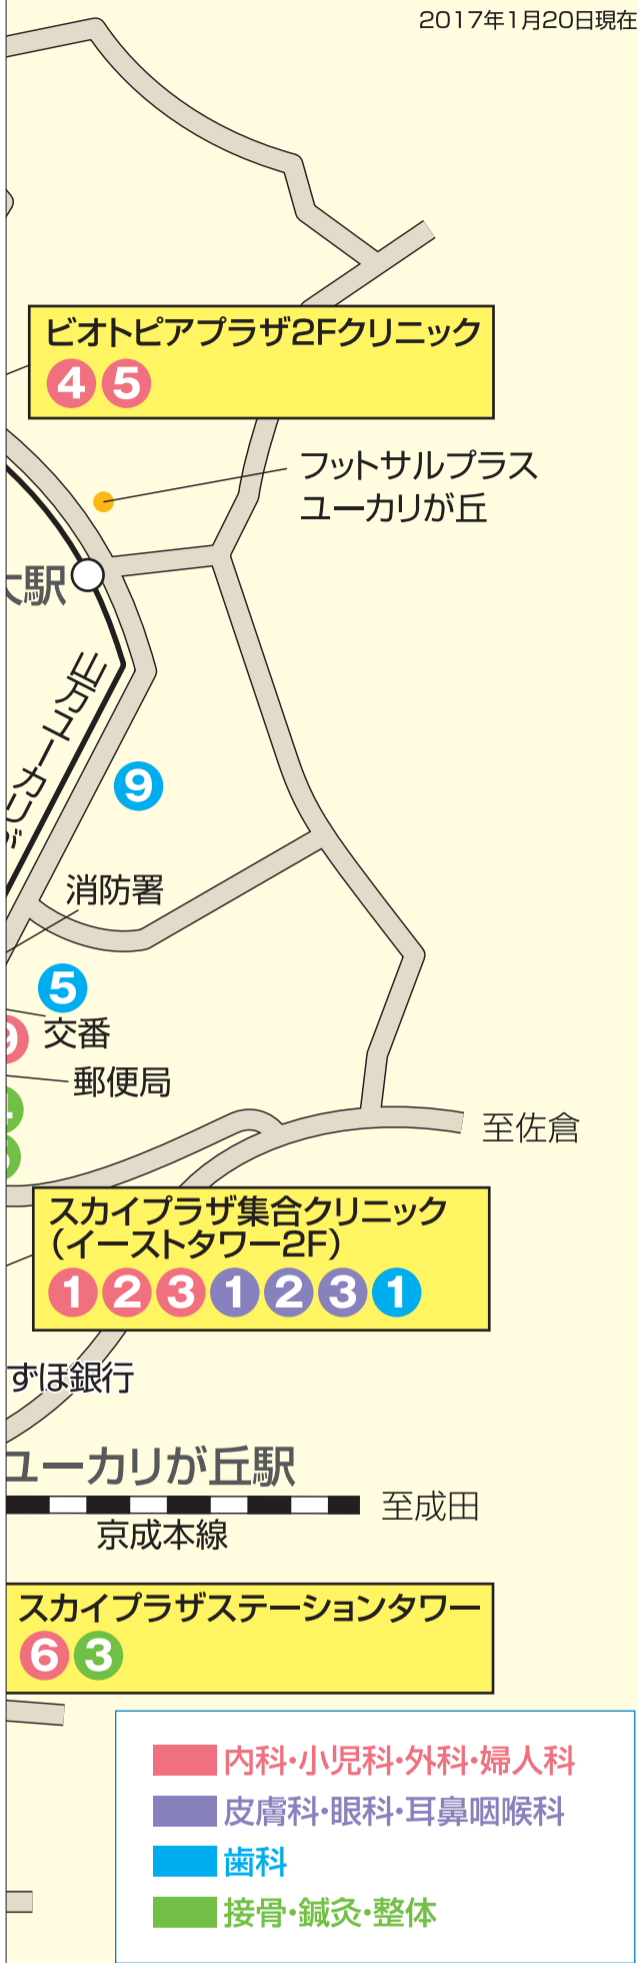 2017年1月20日現在
ビオトピアプラザ2Fクリニック
4 5
フットサルプラス
ユーカリが丘
駅
山万ユーカリが
9
消防署
5
交番
9
郵便局
至佐倉
スカイプラザ集合クリニック
(イーストタワー2F)
1 2 3 1 2 3 1
ずほ銀行
ユーカリが丘駅
至成田
京成本線
スカイプラザステーションタワー
6 3
内科・小児科・外科・婦人科
皮膚科・眼科・耳鼻咽喉科
歯科
接骨・鍼灸・整体